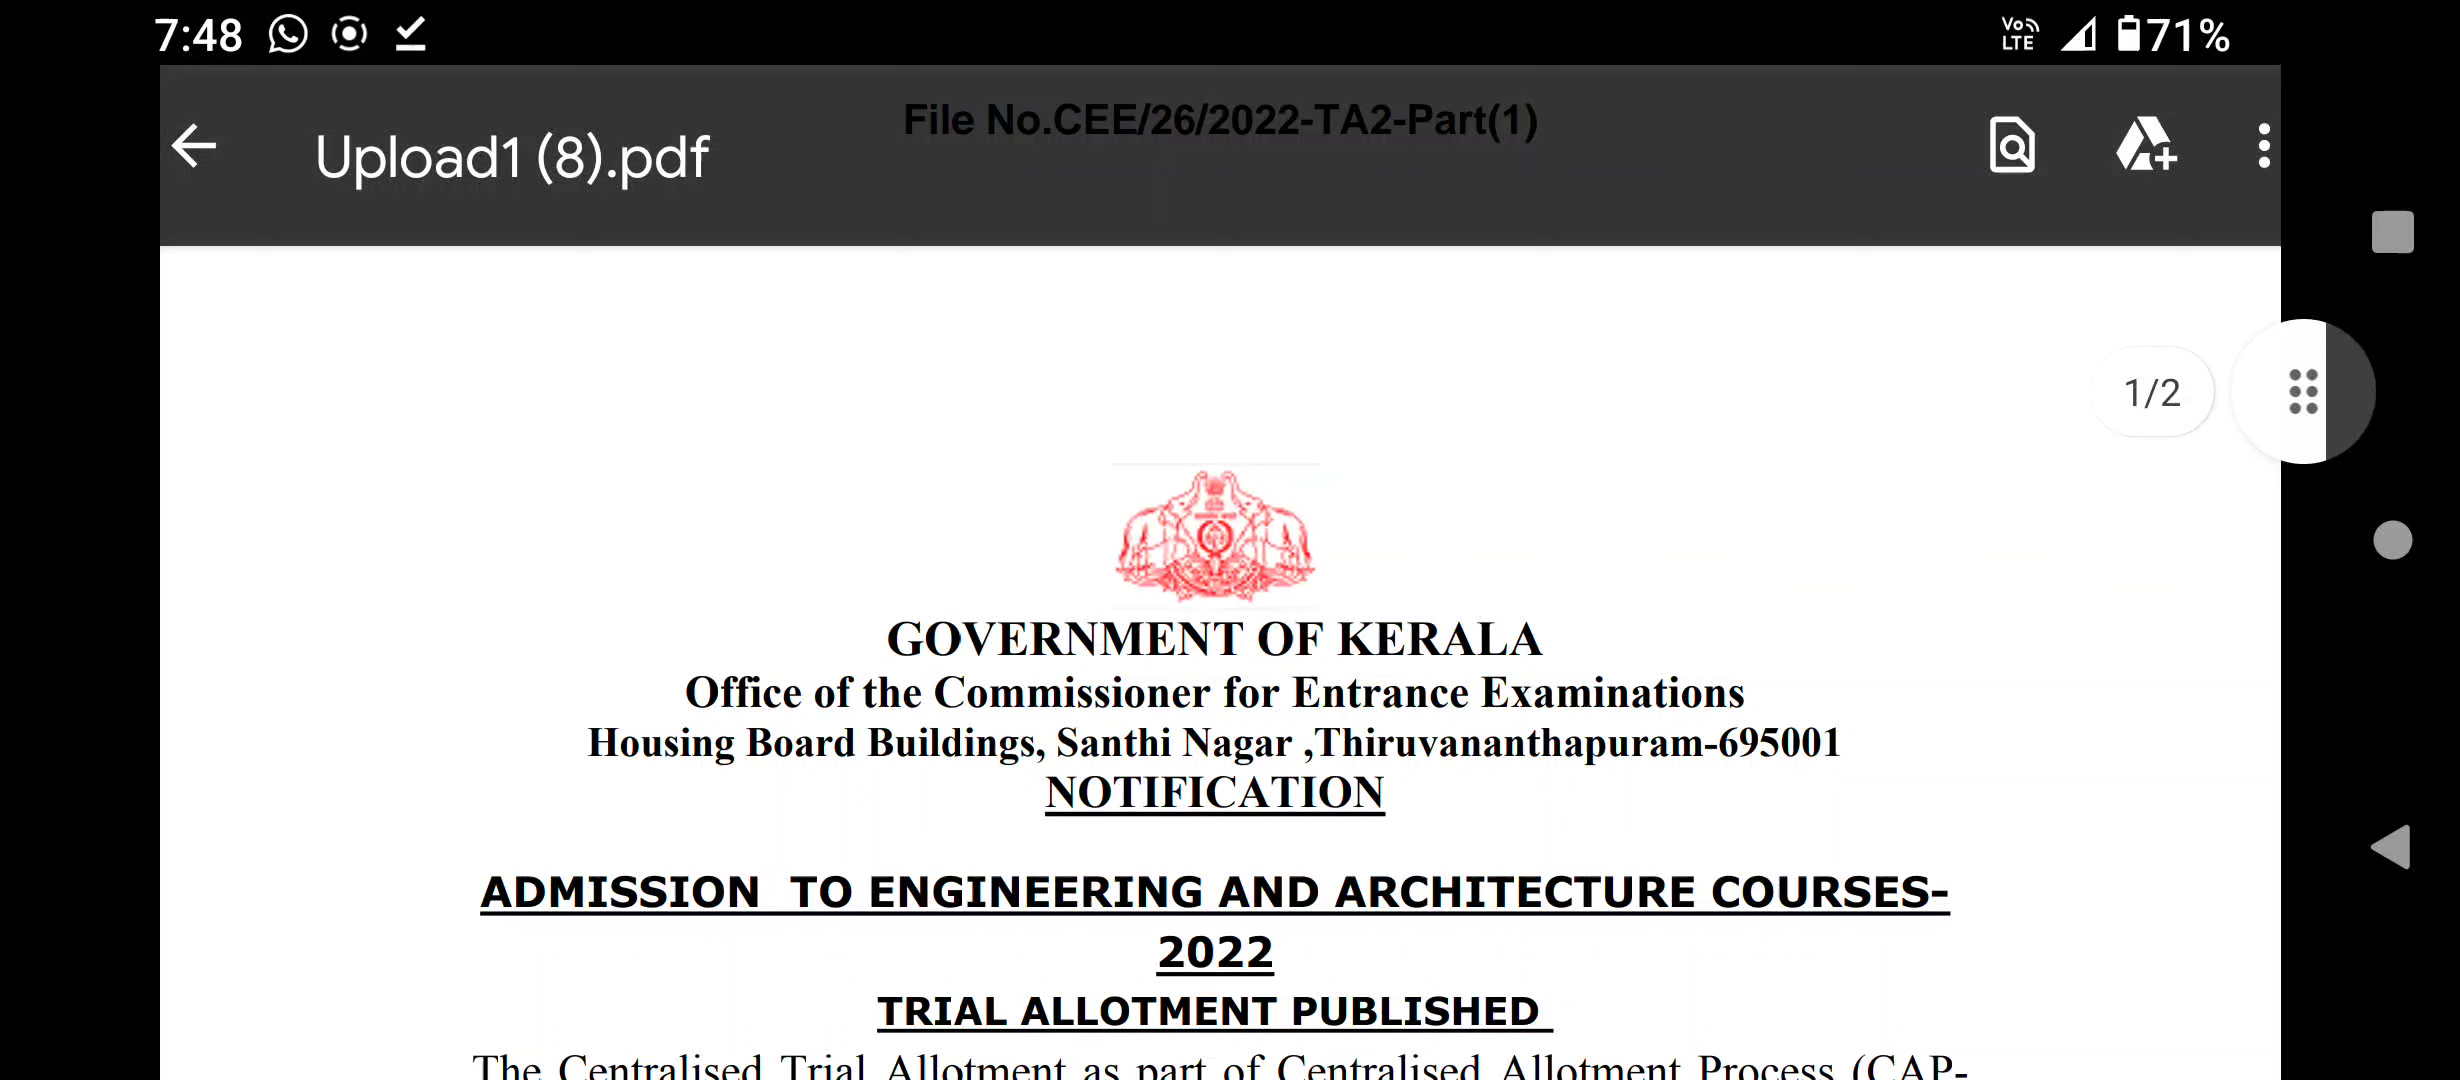 7:48
Vo LTE 71%
File No.CEE/26/2022-TA2-Part(1)
Upload1 (8).pdf
1/2
GOVERNMENT OF KERALA
Office of the Commissioner for Entrance Examinations
Housing Board Buildings, Santhi Nagar ,Thiruvananthapuram-695001
NOTIFICATION
ADMISSION TO ENGINEERING AND ARCHITECTURE COURSES-
2022
TRIAL ALLOTMENT PUBLISHED
The Centralised Trial Allotment as part of Centralised Allotment Process (CAP-